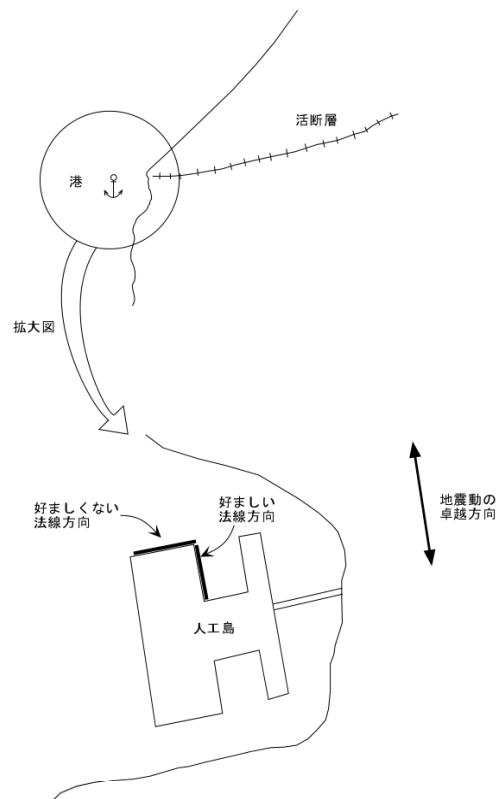 活断層
港
拡大図
好ましくない
法線方向
好ましい
法線方向
地震動の
卓越方向
人工島